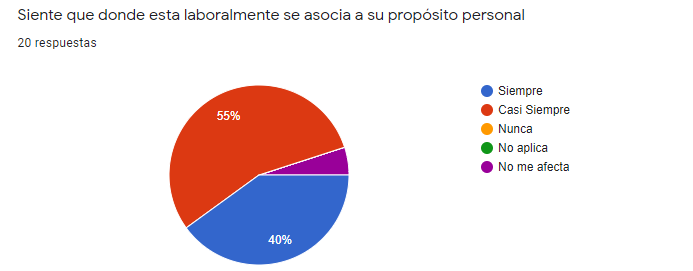 Siente que donde esta laboralmente se asocia a su propósito personal
20 respuestas
55%
40%
Siempre
Casi Siempre
Nunca
No aplica
No me afecta